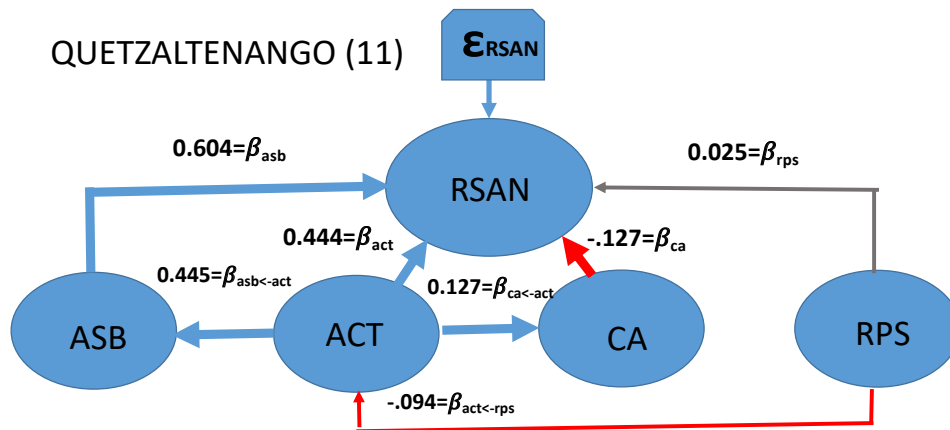 QUETZALTENANGO (11)
εRSAN
0.604=βasb
0.025=βrps
RSAN
0.444=βact
-.127=βca
0.445=βasb<-act
0.127=βca<-act
ASB
ACT
CA
RPS
-.094=βact<-rps